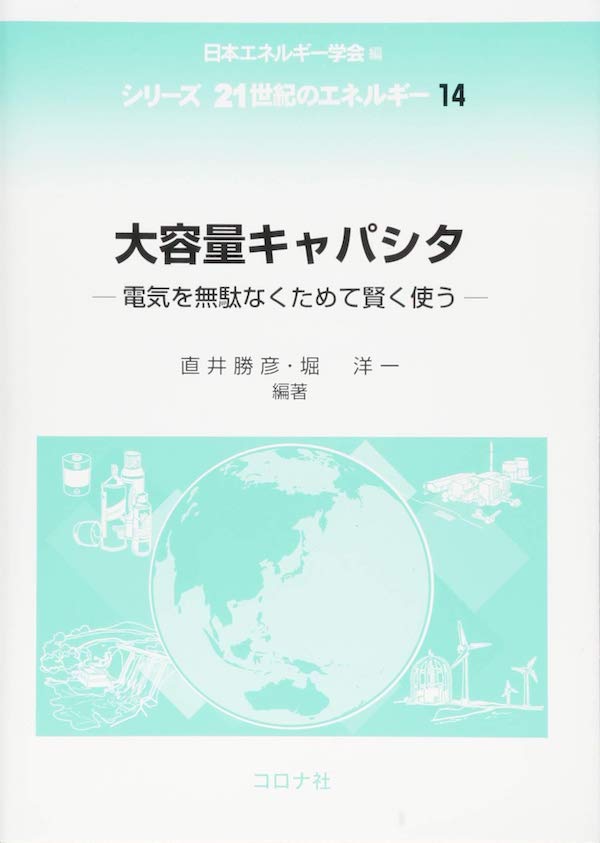 日本エネルギー学会 編
シリーズ 21世紀のエネルギー 14
大容量キャパシタ
─ 電気を無駄なくためて賢く使う ─
直井勝彦・堀　洋一
編著
コロナ社